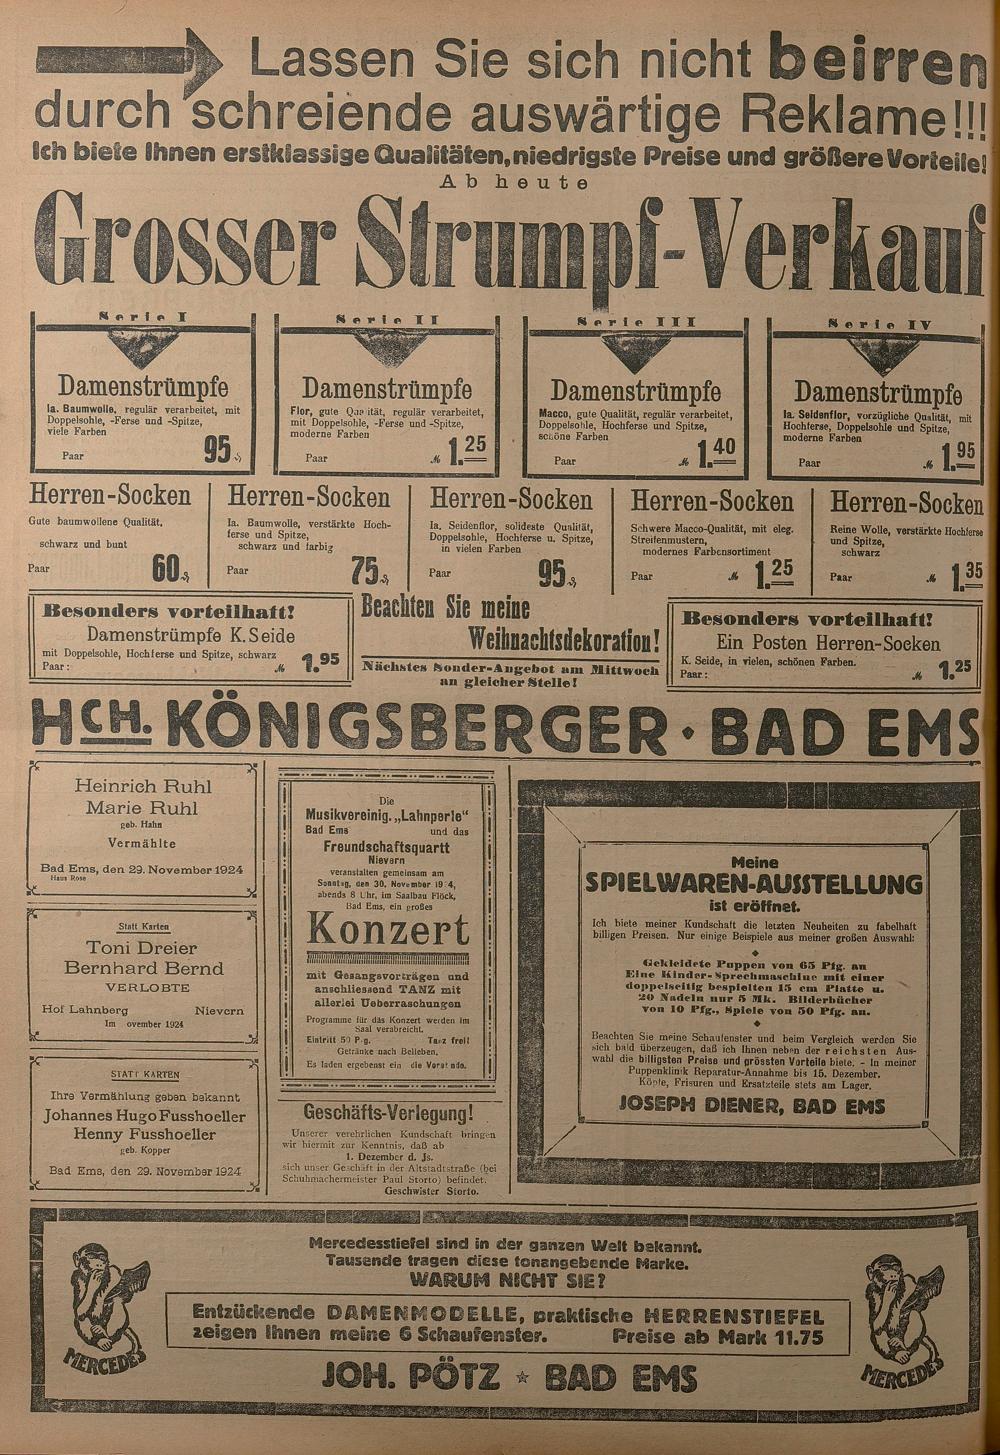 Lassen Sie sich nicht beirren
durch schreiende auswärtige Reklame!!!
Ich biete Ihnen erstklassige Qualitäten, niedrigste Preise und größere Vorteile!
Ab heute
Grosser Strumpf-Verkauf
Serie I
Damenstrümpfe
Ia. Baumwolle, regulär verarbeitet, mit
Doppelsohle, -Ferse und -Spitze,
viele Farben
Paar 95 ₰
Serie II
Damenstrümpfe
Flor, gute Qualität, regulär verarbeitet,
mit Doppelsohle, -Ferse und -Spitze,
moderne Farben
Paar ℳ 1.25
Serie III
Damenstrümpfe
Macco, gute Qualität, regulär verarbeitet,
Doppelsohle, Hochferse und Spitze,
schöne Farben
Paar ℳ 1.40
Serie IV
Damenstrümpfe
Ia. Seidenflor, vorzügliche Qualität, mit
Hochferse, Doppelsohle und Spitze,
moderne Farben
Paar ℳ 1.95
Herren-Socken
Gute baumwollene Qualität,
schwarz und bunt
Paar 60 ₰
Herren-Socken
Ia. Baumwolle, verstärkte Hoch-
ferse und Spitze,
schwarz und farbig
Paar 75 ₰
Herren-Socken
Ia. Seidenflor, solideste Qualität,
Doppelsohle, Hochferse u. Spitze,
in vielen Farben
Paar 95 ₰
Herren-Socken
Schwere Macco-Qualität, mit eleg.
Streifenmustern,
modernes Farbensortiment
Paar ℳ 1.25
Herren-Socken
Reine Wolle, verstärkte Hochferse
und Spitze,
schwarz
Paar ℳ 1.35
Besonders vorteilhaft!
Damenstrümpfe K. Seide
mit Doppelsohle, Hochferse und Spitze, schwarz
Paar: ℳ 1.95
Beachten Sie meine
Weihnachtsdekoration!
Nächstes Sonder-Angebot am Mittwoch
an gleicher Stelle!
Besonders vorteilhaft!
Ein Posten Herren-Socken
K. Seide, in vielen, schönen Farben.
Paar: ℳ 1.25
HCH. KÖNIGSBERGER · BAD EMS
Heinrich Ruhl
Marie Ruhl
geb. Hahn
Vermählte
Bad Ems, den 29. November 1924
Haus Rose
Statt Karten
Toni Dreier
Bernhard Bernd
VERLOBTE
Hof Lahnberg Nievern
Im ovember 1924
STATT KARTEN
Ihre Vermählung geben bekannt
Johannes Hugo Fusshoeller
Henny Fusshoeller
geb. Kopper
Bad Ems, den 29. November 1924
Die
Musikvereinig. „Lahnperle“
Bad Ems und das
Freundschaftsquartt
Nievern
veranstalten gemeinsam am
Sonntag, den 30. November 19 4,
abends 8 Uhr, im Saalbau Flöck,
Bad Ems, ein großes
Konzert
mit Gesangsvorträgen und
anschliessend TANZ mit
allerlei Ueberraschungen
Programme für das Konzert werden im
Saal verabreicht.
Eintritt 50 P.g. Tanz frei!
Getränke nach Belieben.
Es laden ergebenst ein die Vorst nde.
Geschäfts-Verlegung!
Unserer verehrlichen Kundschaft bringen
wir hiermit zur Kenntnis, daß ab
1. Dezember d. Js.
sich unser Geschäft in der Altstadtstraße (bei
Schuhmachermeister Paul Storto) befindet.
Geschwister Storto.
Meine
SPIELWAREN-AUSSTELLUNG
ist eröffnet.
Ich biete meiner Kundschaft die letzten Neuheiten zu fabelhaft
billigen Preisen. Nur einige Beispiele aus meiner großen Auswahl:
Gekleidete Puppen von 65 Pfg. an
Eine Kinder-Sprechmaschine mit einer
doppelseitig bespielten 15 cm Platte u.
20 Nadeln nur 5 Mk. Bilderbücher
von 10 Pfg., Spiele von 50 Pfg. an.
Beachten Sie meine Schaufenster und beim Vergleich werden Sie
sich bald überzeugen, daß ich Ihnen neben der reichsten Aus-
wahl die billigsten Preise und grössten Vorteile biete. - In meiner
Puppenklinik Reparatur-Annahme bis 15. Dezember.
Köpfe, Frisuren und Ersatzteile stets am Lager.
JOSEPH DIENER, BAD EMS
Mercedesstiefel sind in der ganzen Welt bekannt.
Tausende tragen diese tonangebende Marke.
WARUM NICHT SIE?
Entzückende DAMENMODELLE, praktische HERRENSTIEFEL
zeigen Ihnen meine 6 Schaufenster. Preise ab Mark 11.75
MERCEDES
MERCEDES
JOH. PÖTZ ☆ BAD EMS